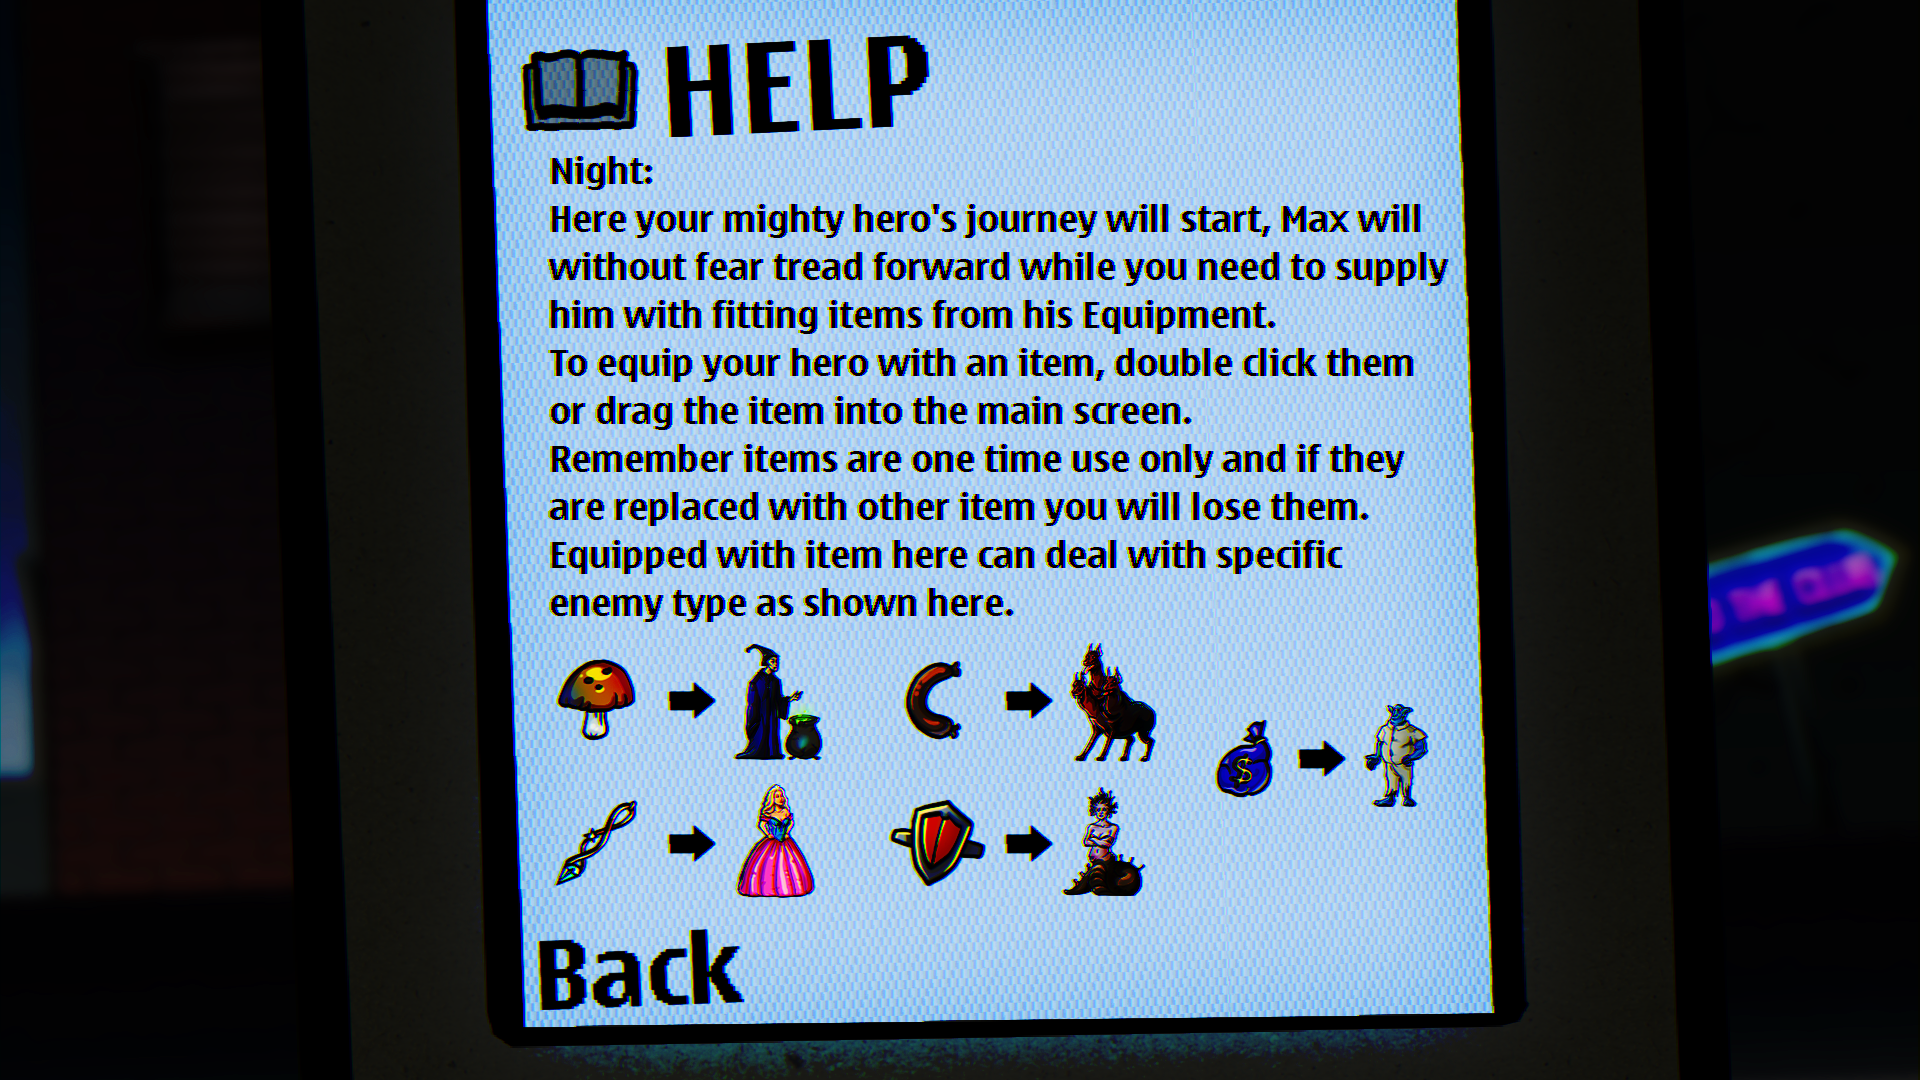 HELP
Night:
Here your mighty hero's journey will start, Max will
without fear tread forward while you need to supply
him with fitting items from his Equipment.
To equip your hero with an item, double click them
or drag the item into the main screen.
Remember items are one time use only and if they
are replaced with other item you will lose them.
Equipped with item here can deal with specific
enemy type as shown here.
$
Back